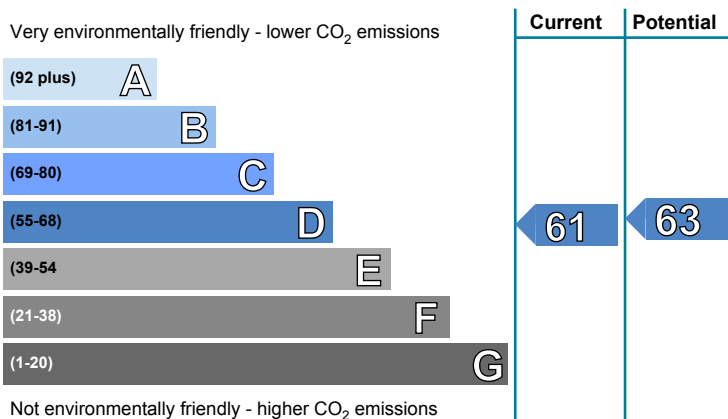 Very environmentally friendly - lower CO2 emissions
Current Potential
(92 plus) A
(81-91) B
(69-80) C
(55-68) D
61 63
(39-54 E
(21-38) F
(1-20) G
Not environmentally friendly - higher CO2 emissions